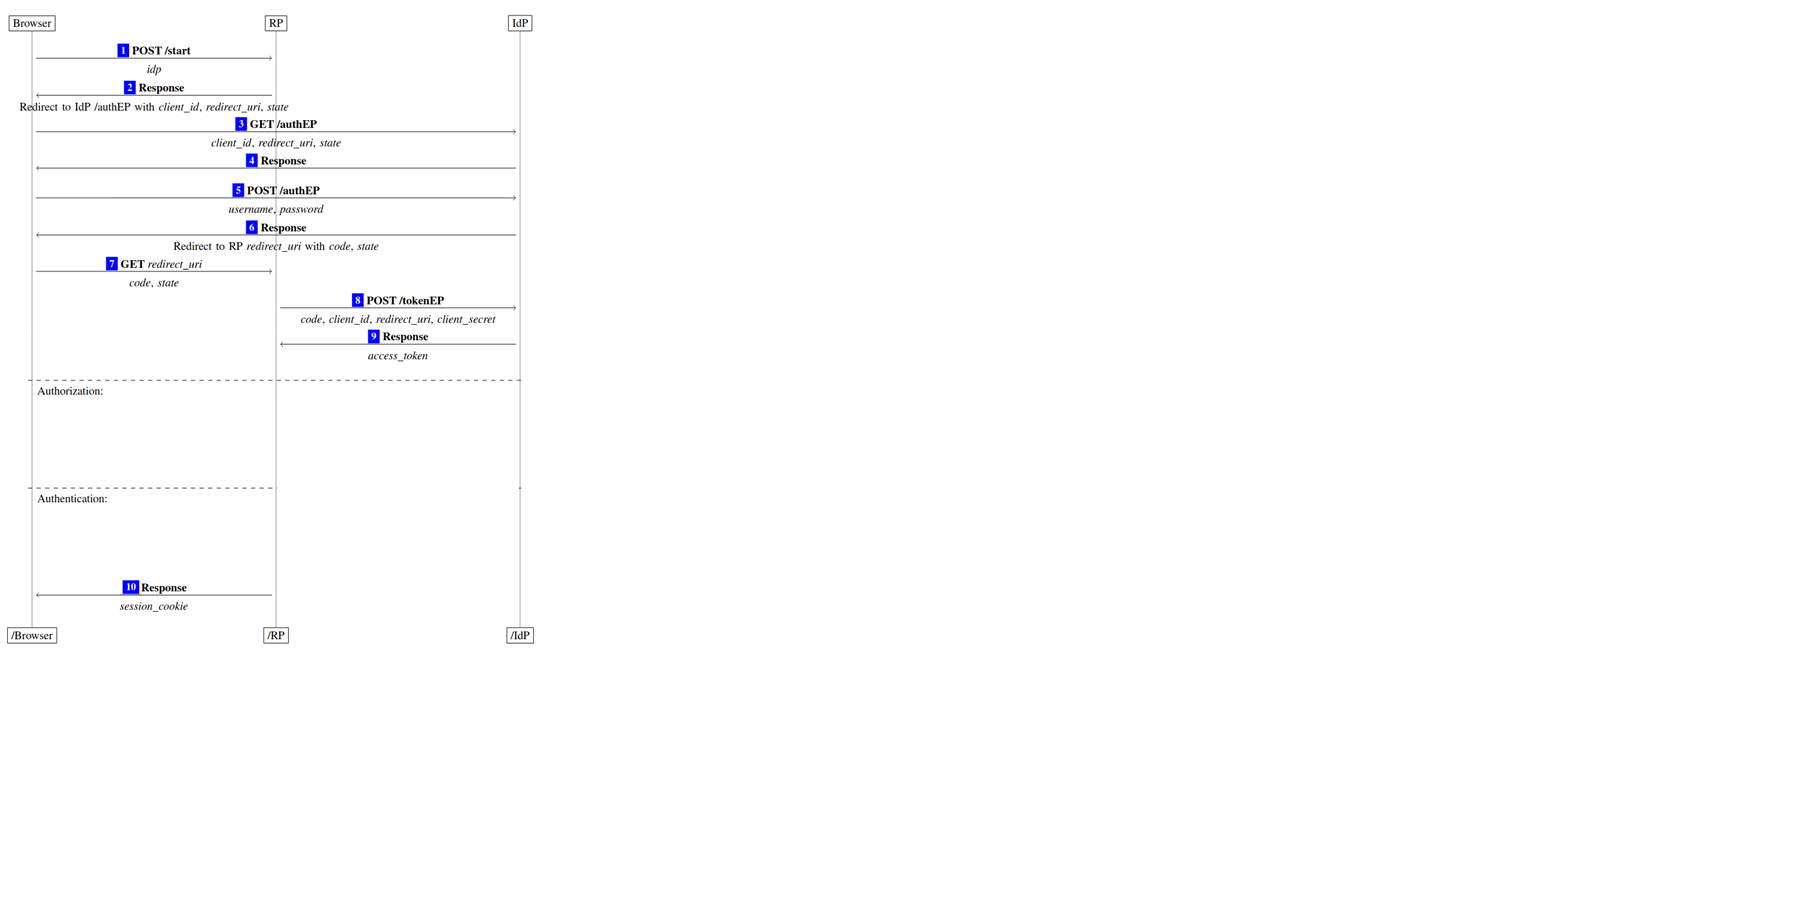 Browser RP IdP
1 POST /start
idp
2 Response
Redirect to IdP /authEP with client_id, redirect_uri, state
3 GET /authEP
client_id, redirect_uri, state
4 Response
5 POST /authEP
username, password
6 Response
Redirect to RP redirect_uri with code, state
7 GET redirect_uri
code, state
8 POST /tokenEP
code, client_id, redirect_uri, client_secret
9 Response
access_token
Authorization:
Authentication:
10 Response
session_cookie
/Browser /RP /IdP